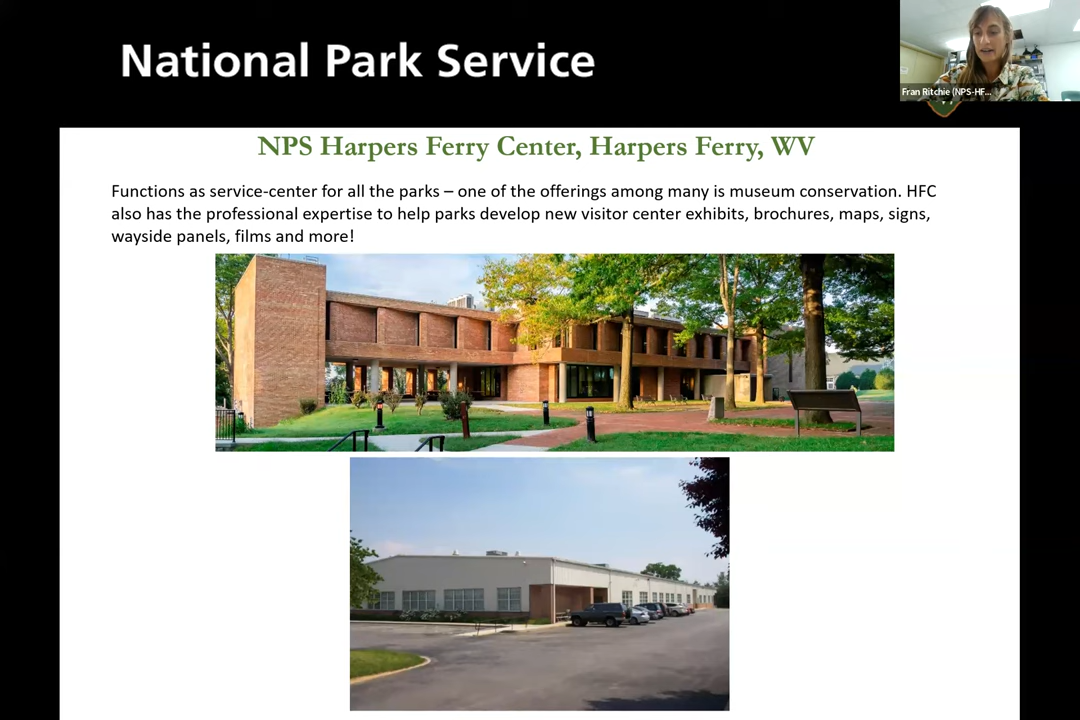 National Park Service
Fran Ritchie (NPS-HF...
NPS Harpers Ferry Center, Harpers Ferry, WV
Functions as service-center for all the parks – one of the offerings among many is museum conservation. HFC
also has the professional expertise to help parks develop new visitor center exhibits, brochures, maps, signs,
wayside panels, films and more!